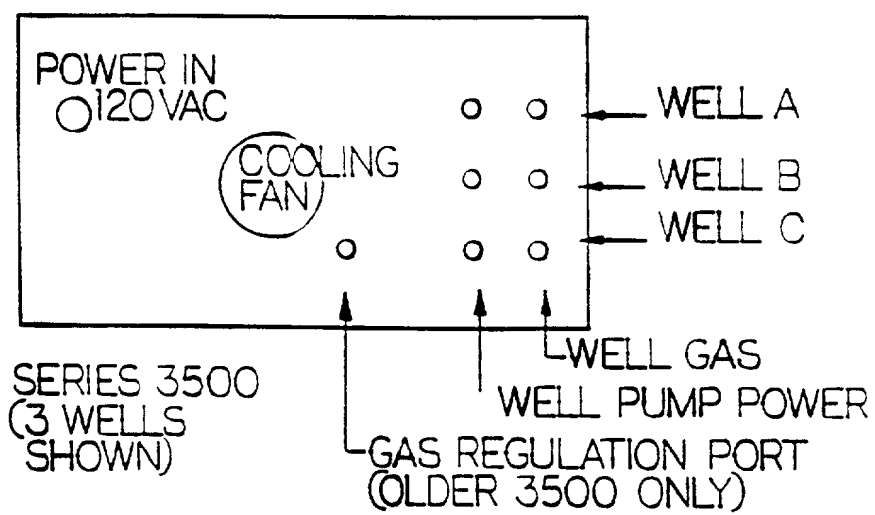 POWER IN
120VAC
COOLING
FAN
WELL A
WELL B
WELL C
WELL GAS
WELL PUMP POWER
GAS REGULATION PORT
(OLDER 3500 ONLY)
SERIES 3500
(3 WELLS
SHOWN)